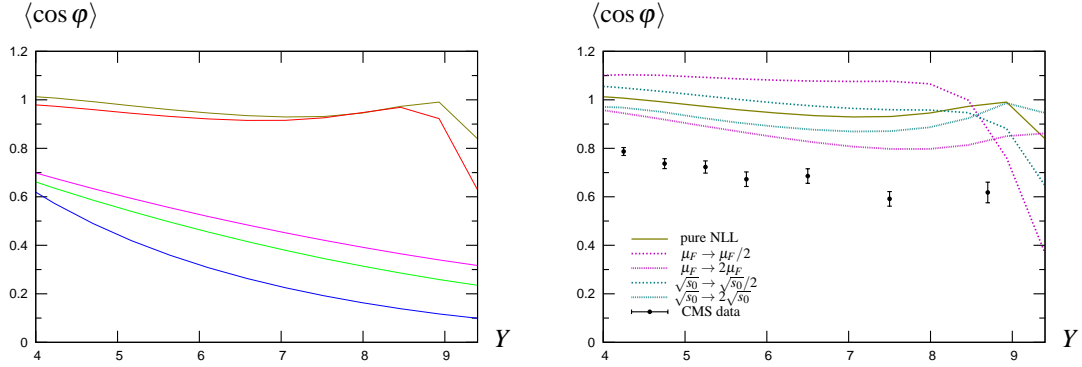 ⟨cos φ⟩
1.2
1
0.8
0.6
0.4
0.2
0
4 5 6 7 8 9
Y
⟨cos φ⟩
1.2
1
0.8
0.6
0.4
0.2
0
pure NLL
μF → μF/2
μF → 2μF
√s0 → √s0/2
√s0 → 2√s0
CMS data
4 5 6 7 8 9
Y